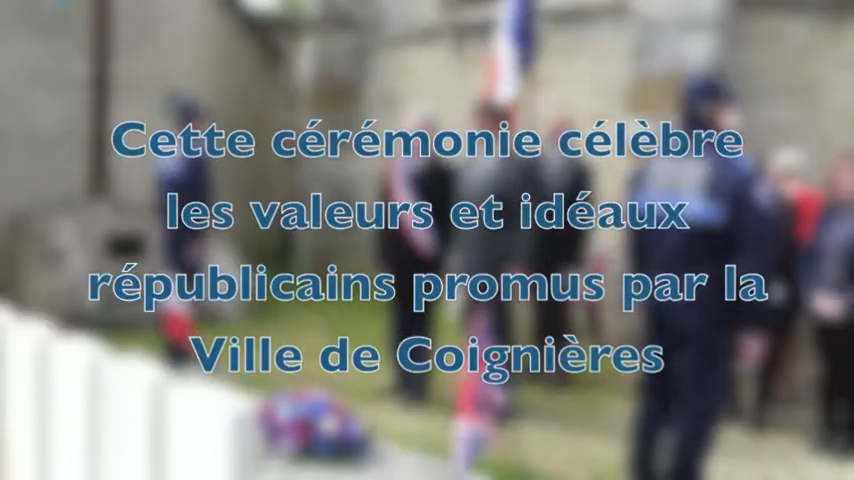 Cette cérémonie célèbre
les valeurs et idéaux
républicains promus par la
Ville de Coignières